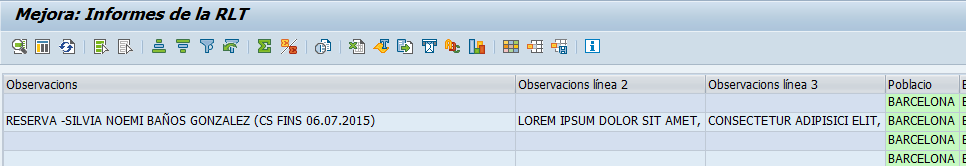 Mejora: Informes de la RLT
Observacions Observacions línea 2 Observacions línea 3 Poblacio
BARCELONA
RESERVA -SILVIA NOEMI BAÑOS GONZALEZ (CS FINS 06.07.2015) LOREM IPSUM DOLOR SIT AMET, CONSECTETUR ADIPISICI ELIT, BARCELONA
BARCELONA
BARCELONA